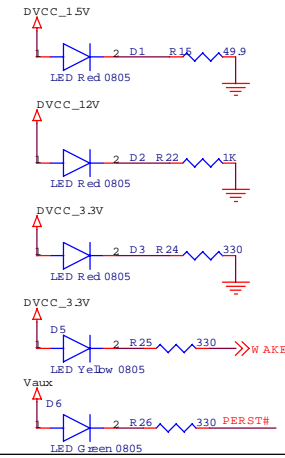 DVCC_1.5V
1 2 D1 R15 49.9
LED Red 0805
DVCC_12V
1 2 D2 R22 1K
LED Red 0805
DVCC_3.3V
1 2 D3 R24 330
LED Red 0805
DVCC_3.3V
D5
1 2 R25 330 WAKE
LED Yellow 0805
Vaux
D6
1 2 R26 330 PERST#
LED Green 0805